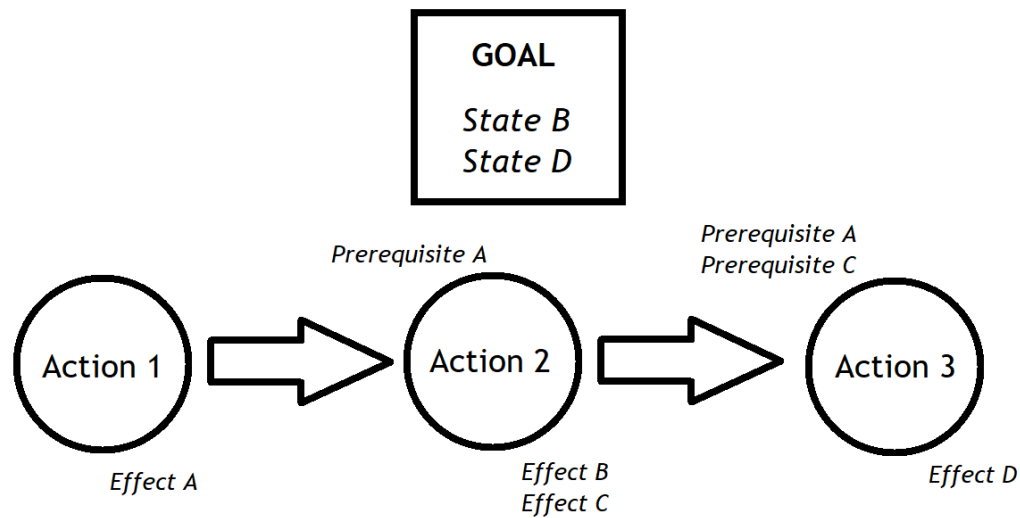 GOAL
State B
State D
Prerequisite A
Prerequisite A
Prerequisite C
Action 1
Action 2
Action 3
Effect A
Effect B
Effect C
Effect D